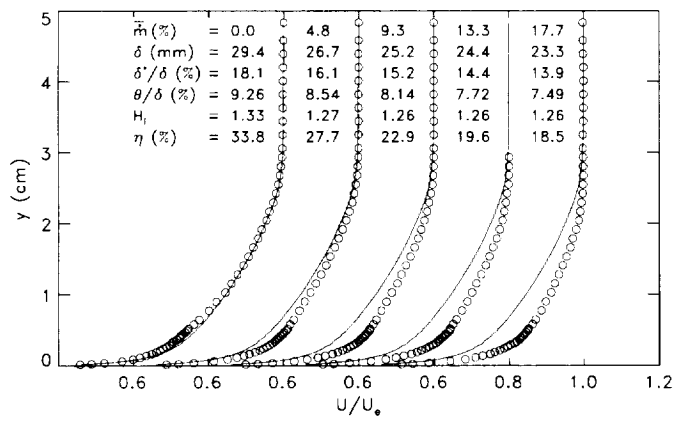 5
m̄(%) = 0.0 4.8 9.3 13.3 17.7
δ (mm) = 29.4 26.7 25.2 24.4 23.3
4
δ*/δ (%) = 18.1 16.1 15.2 14.4 13.9
θ/δ (%) = 9.26 8.54 8.14 7.72 7.49
Hᵢ = 1.33 1.27 1.26 1.26 1.26
η (%) = 33.8 27.7 22.9 19.6 18.5
3
y (cm)
2
1
0
0.6 0.6 0.6 0.6 0.6 0.8 1.0 1.2
U/Uₑ